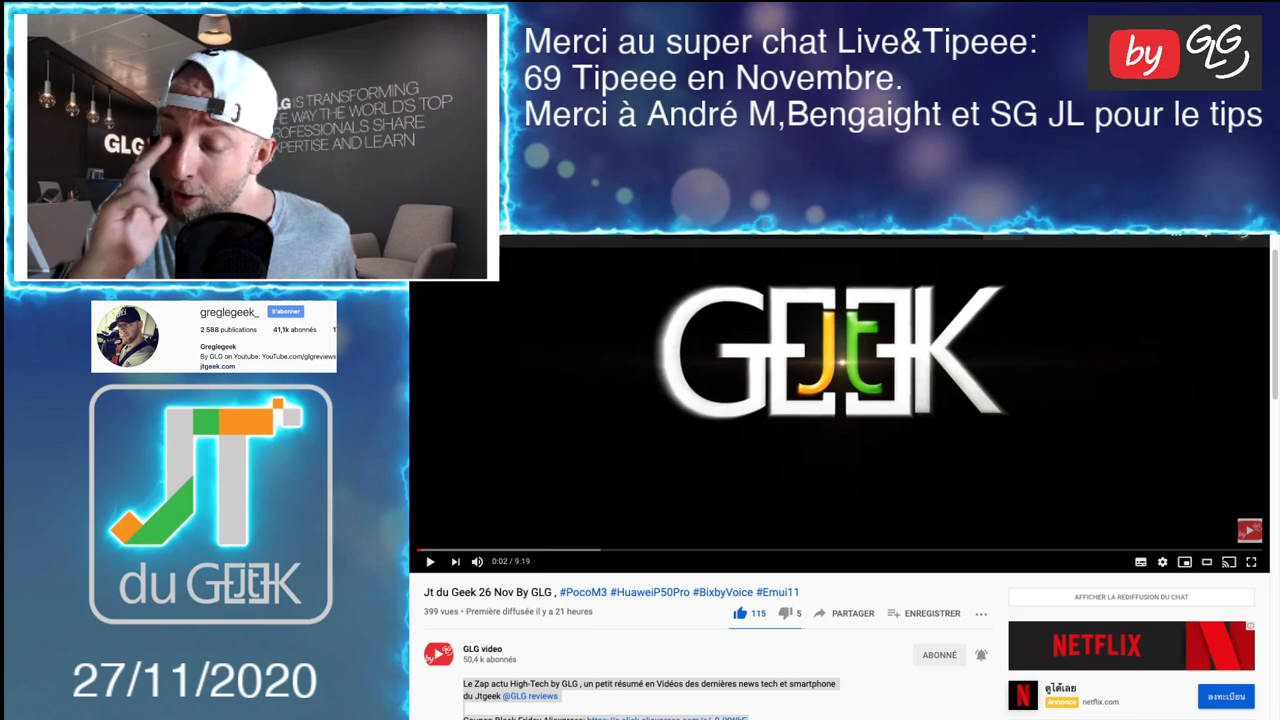 Merci au super chat Live&Tipeee:
69 Tipeee en Novembre.
Merci à André M,Bengaight et SG JL pour le tips
by GLG
LG IS TRANSFORMING
THE WAY THE WORLD'S TOP
PROFESSIONALS SHARE
EXPERTISE AND LEARN
GLG
greglegeek_ S'abonner
2 588 publications 41,1k abonnés 1
Greglegeek
By GLG on Youtube: YouTube.com/glgreviews
jtgeek.com
JT
du GEEK
27/11/2020
GEEK
Jt
0:02 / 9:19
Jt du Geek 26 Nov By GLG , #PocoM3 #HuaweiP50Pro #BixbyVoice #Emui11
399 vues • Première diffusée il y a 21 heures
115 5 PARTAGER ENREGISTRER ...
GLG video
50,4 k abonnés
ABONNÉ
Le Zap actu High-Tech by GLG , un petit résumé en Vidéos des dernières news tech et smartphone
du Jtgeek @GLG reviews
AFFICHER LA REDIFFUSION DU CHAT
NETFLIX
ดูได้เลย
Annonce netflix.com
ลงทะเบียน